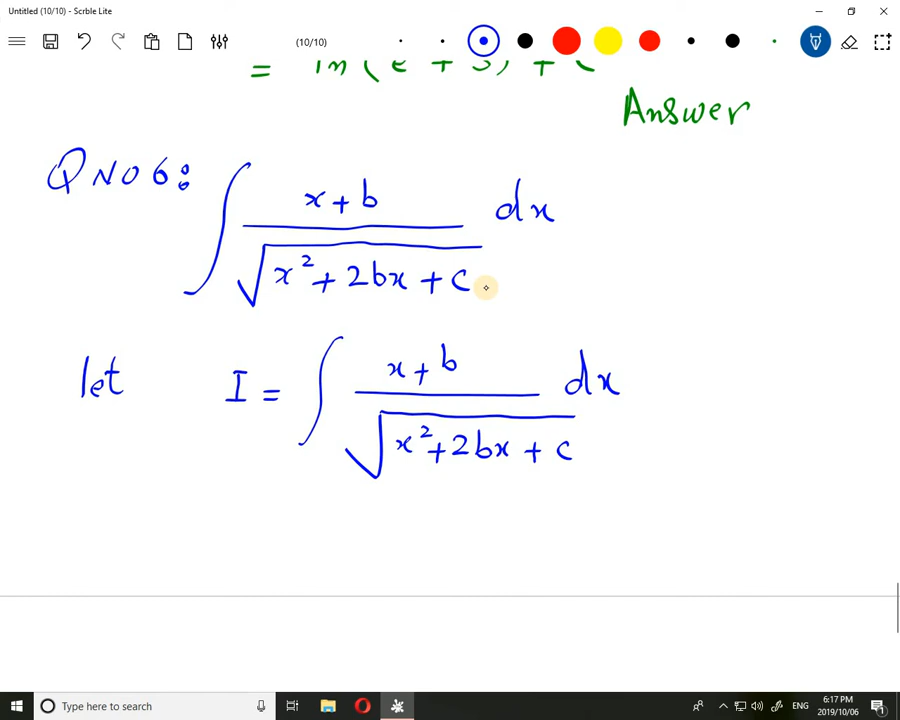 Untitled (10/10) - Scrble Lite
(10/10)
Answer
Q NO 6: ∫ (x + b) / √(x² + 2bx + c) dx
let I = ∫ (x + b) / √(x² + 2bx + c) dx
Type here to search
ENG
6:17 PM
2019/10/06
1